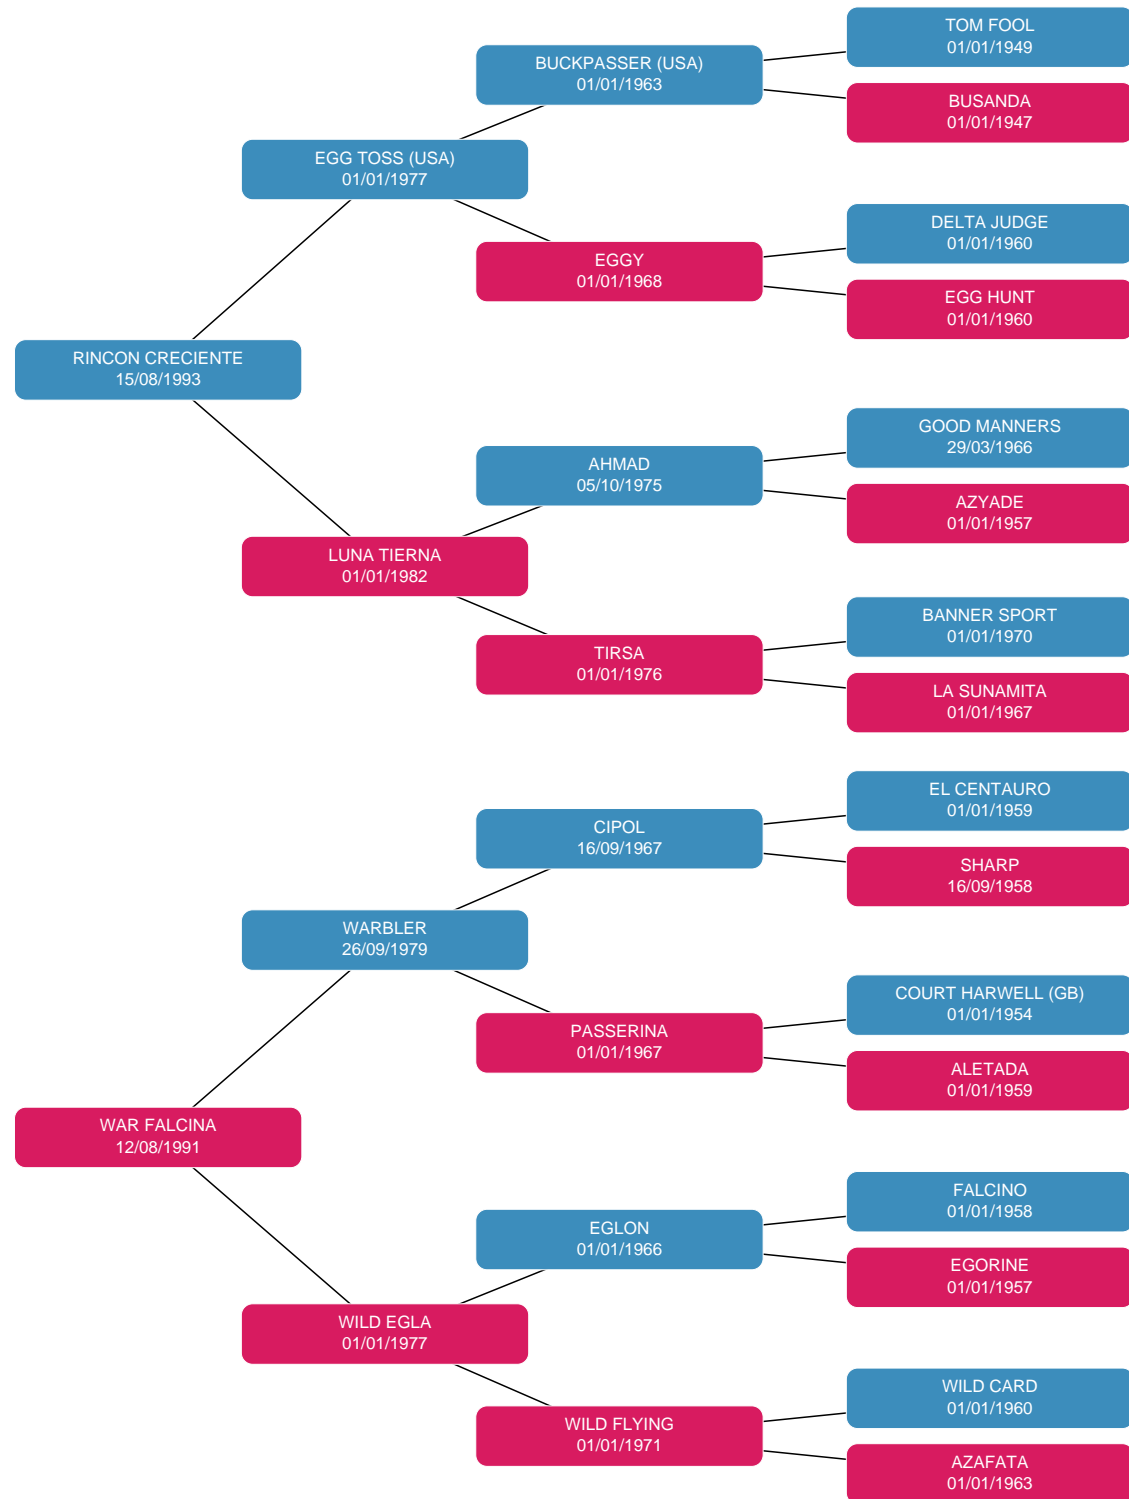 TOM FOOL
01/01/1949
BUCKPASSER (USA)
01/01/1963
BUSANDA
01/01/1947
EGG TOSS (USA)
01/01/1977
DELTA JUDGE
01/01/1960
EGGY
01/01/1968
EGG HUNT
01/01/1960
RINCON CRECIENTE
15/08/1993
GOOD MANNERS
29/03/1966
AHMAD
05/10/1975
AZYADE
01/01/1957
LUNA TIERNA
01/01/1982
BANNER SPORT
01/01/1970
TIRSA
01/01/1976
LA SUNAMITA
01/01/1967
EL CENTAURO
01/01/1959
CIPOL
16/09/1967
SHARP
16/09/1958
WARBLER
26/09/1979
COURT HARWELL (GB)
01/01/1954
PASSERINA
01/01/1967
ALETADA
01/01/1959
WAR FALCINA
12/08/1991
FALCINO
01/01/1958
EGLON
01/01/1966
EGORINE
01/01/1957
WILD EGLA
01/01/1977
WILD CARD
01/01/1960
WILD FLYING
01/01/1971
AZAFATA
01/01/1963